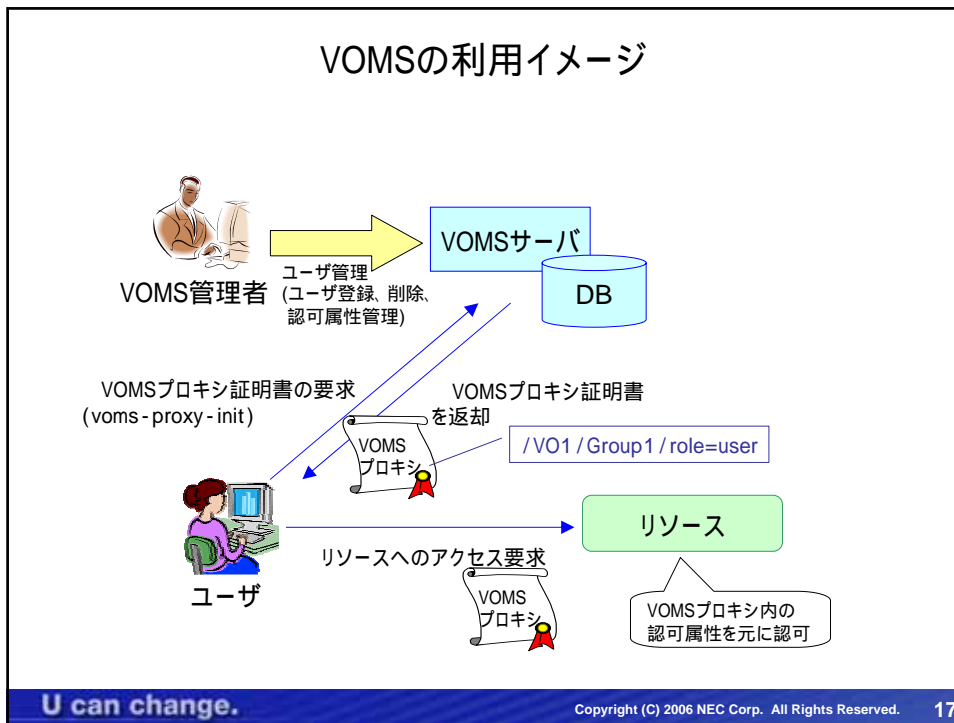 VOMSの利用イメージ
VOMSサーバ
DB
VOMS管理者
ユーザ管理
(ユーザ登録、削除、
認可属性管理)
VOMSプロキシ証明書の要求
(voms-proxy-init)
VOMSプロキシ証明書
を返却
VOMS
プロキシ
/VO1/Group1/role=user
ユーザ
リソースへのアクセス要求
リソース
VOMS
プロキシ
VOMSプロキシ内の
認可属性を元に認可
U can change.
Copyright (C) 2006 NEC Corp. All Rights Reserved.
17